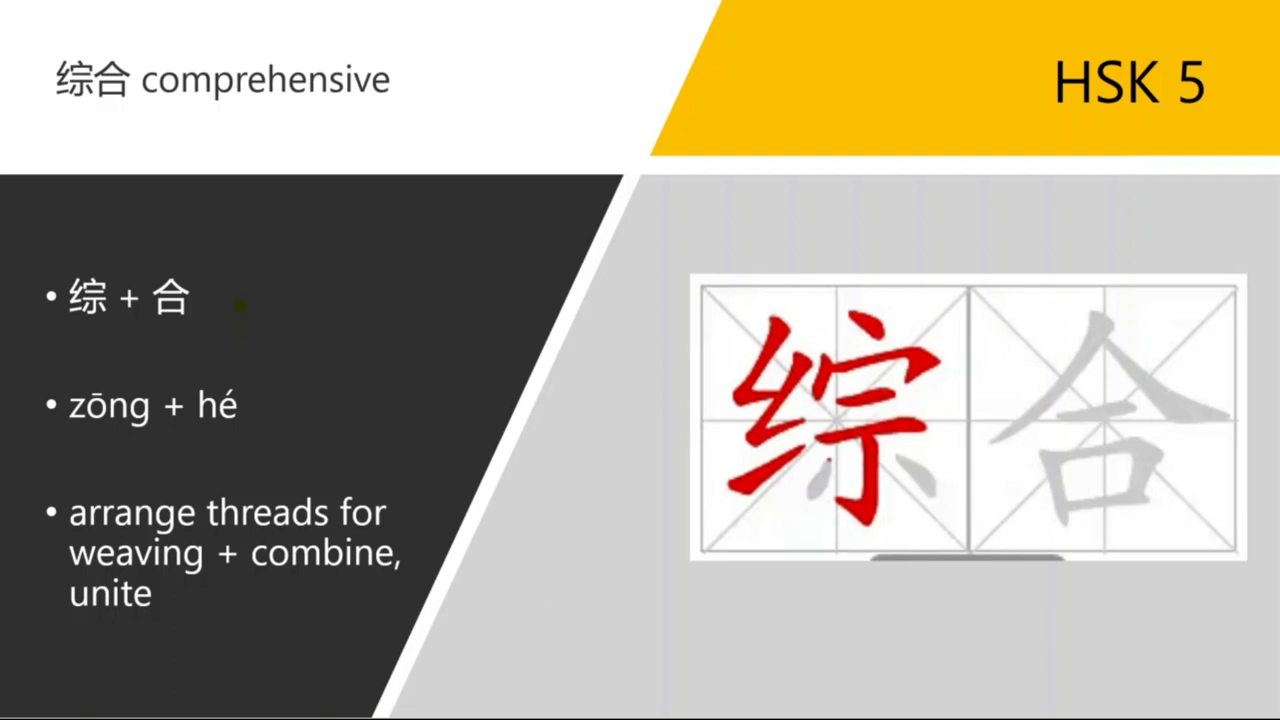 综合 comprehensive
HSK 5
• 综 + 合
• zōng + hé
• arrange threads for
weaving + combine,
unite
综合